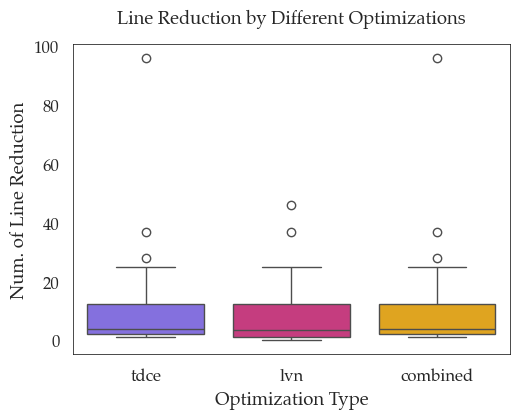 Line Reduction by Different Optimizations
100
80
60
40
20
0
Num. of Line Reduction
tdce
lvn
combined
Optimization Type